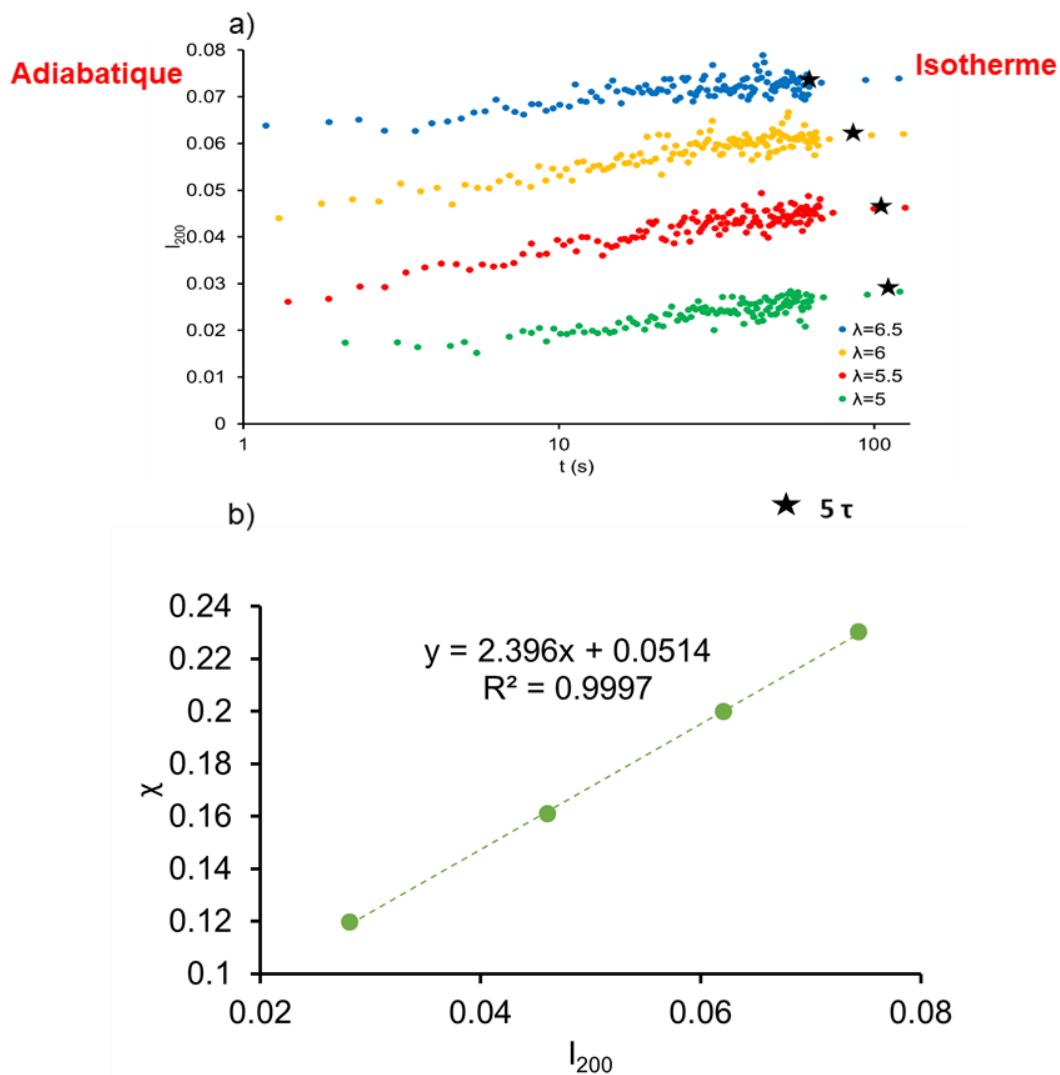 a)
Adiabatique
Isotherme
0.08
0.07
0.06
0.05
0.04
0.03
0.02
0.01
0
I200
1
10
100
t (s)
λ=6.5
λ=6
λ=5.5
λ=5
★ 5 τ
b)
0.24
0.22
0.2
0.18
0.16
0.14
0.12
0.1
χ
y = 2.396x + 0.0514
R² = 0.9997
0.02
0.04
0.06
0.08
I200